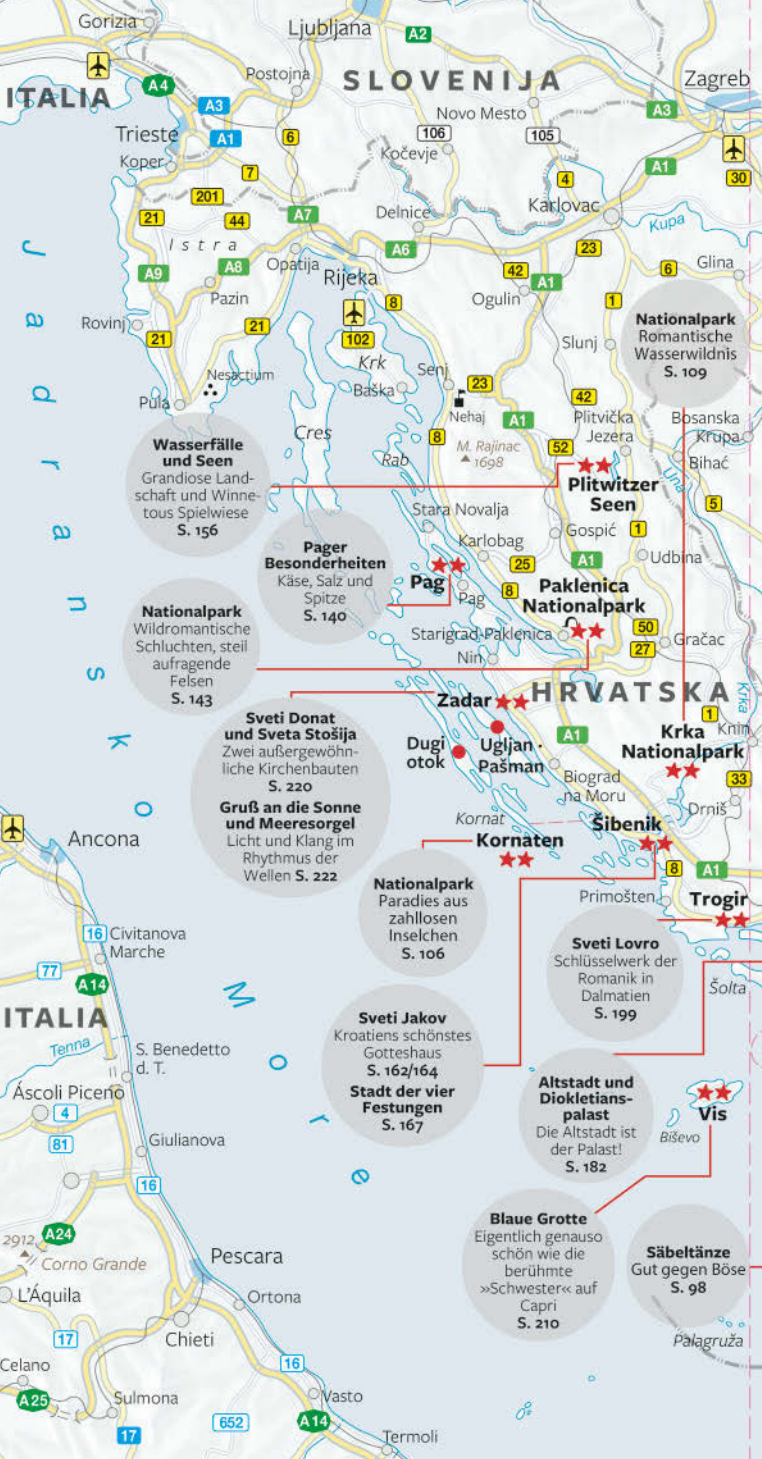 Gorizia
Ljubljana
A2
Postojna
SLOVENIJA
Zagreb
ITALIA
A4
A3
A3
Novo Mesto
Trieste
A1
6
106
105
Koper
Kočevje
A1
7
4
30
201
Karlovac
21
44
A7
Delnice
Kupa
Istra
A6
23
Opatija
Glina
A9
A8
Rijeka
42
A1
6
Pazin
Ogulin
8
1
Rovinj
21
21
102
Slunj
Nationalpark
Romantische
Wasserwildnis
S. 109
Krk
Senj
23
Nesactium
Baška
42
Pula
Nehaj
A1
Plitvička
Jezera
Bosanska
Krupa
Cres
8
M. Rajinac
1698
52
Bihać
Rab
Una
Wasserfälle
und Seen
Grandiose Land-
schaft und Winne-
tous Spielwiese
S. 156
Plitwitzer
Seen
5
Stara Novalja
Gospić
1
Karlobag
Udbina
Pager
Besonderheiten
Käse, Salz und
Spitze
S. 140
25
A1
Pag
Pag
8
Paklenica
Nationalpark
Nationalpark
Wildromantische
Schluchten, steil
aufragende
Felsen
S. 143
Starigrad-Paklenica
50
27
Gračac
Nin
HRVATSKA
Zadar
Krka
1
Knin
Sveti Donat
und Sveta Stošija
Zwei außergewöhn-
liche Kirchenbauten
S. 220
Gruß an die Sonne
und Meeresorgel
Licht und Klang im
Rhythmus der
Wellen S. 222
Dugi
otok
Ugljan ·
Pašman
A1
Krka
Nationalpark
Biograd
na Moru
33
Drniš
Kornat
Šibenik
Kornaten
8
A1
Jadransko More
Ancona
Nationalpark
Paradies aus
zahllosen
Inselchen
S. 106
Primošten
Trogir
16
Civitanova
Marche
77
A14
Sveti Lovro
Schlüsselwerk der
Romanik in
Dalmatien
S. 199
Šolta
ITALIA
Tenna
S. Benedetto
d. T.
Sveti Jakov
Kroatiens schönstes
Gotteshaus
S. 162/164
Stadt der vier
Festungen
S. 167
Áscoli Piceno
4
81
Giulianova
16
Altstadt und
Diokletians-
palast
Die Altstadt ist
der Palast!
S. 182
Vis
Biševo
2912
A24
Corno Grande
Pescara
Blaue Grotte
Eigentlich genauso
schön wie die
berühmte
»Schwester« auf
Capri
S. 210
Säbeltänze
Gut gegen Böse
S. 98
L'Áquila
Ortona
17
Chieti
Palagruža
Celano
16
A25
Sulmona
Vasto
17
652
A14
Termoli